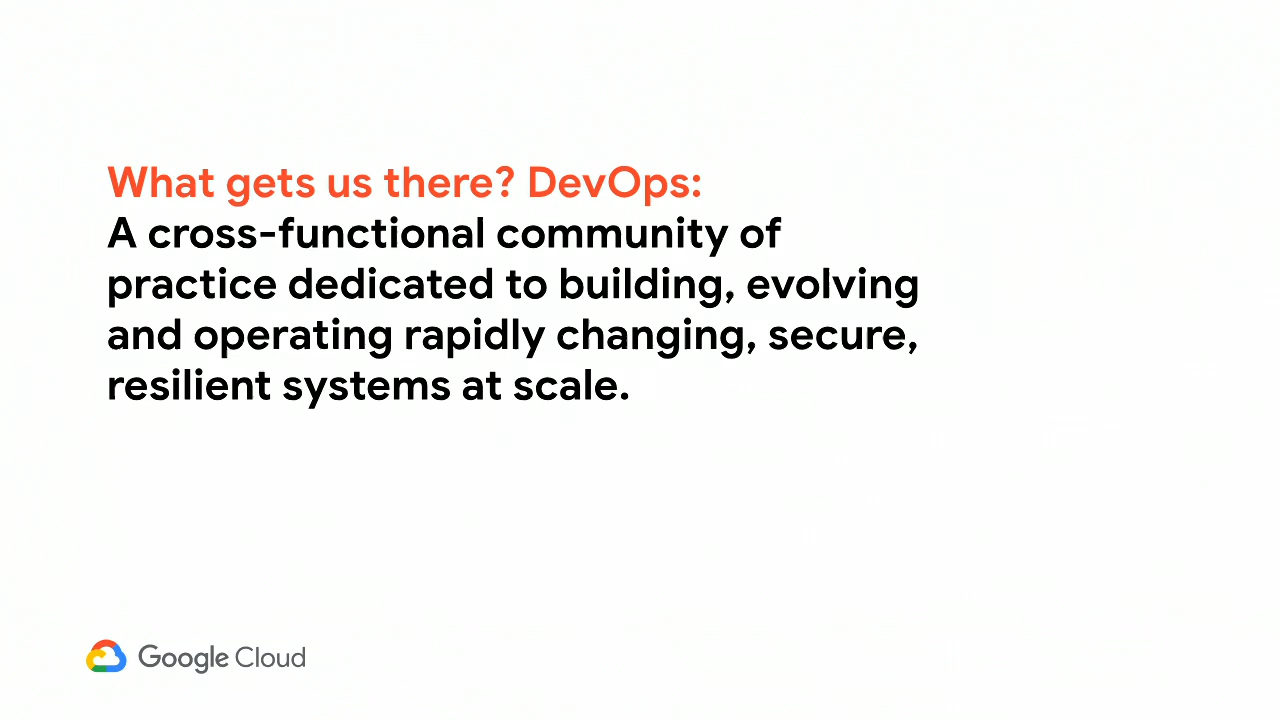 What gets us there? DevOps:
A cross-functional community of
practice dedicated to building, evolving
and operating rapidly changing, secure,
resilient systems at scale.
Google Cloud